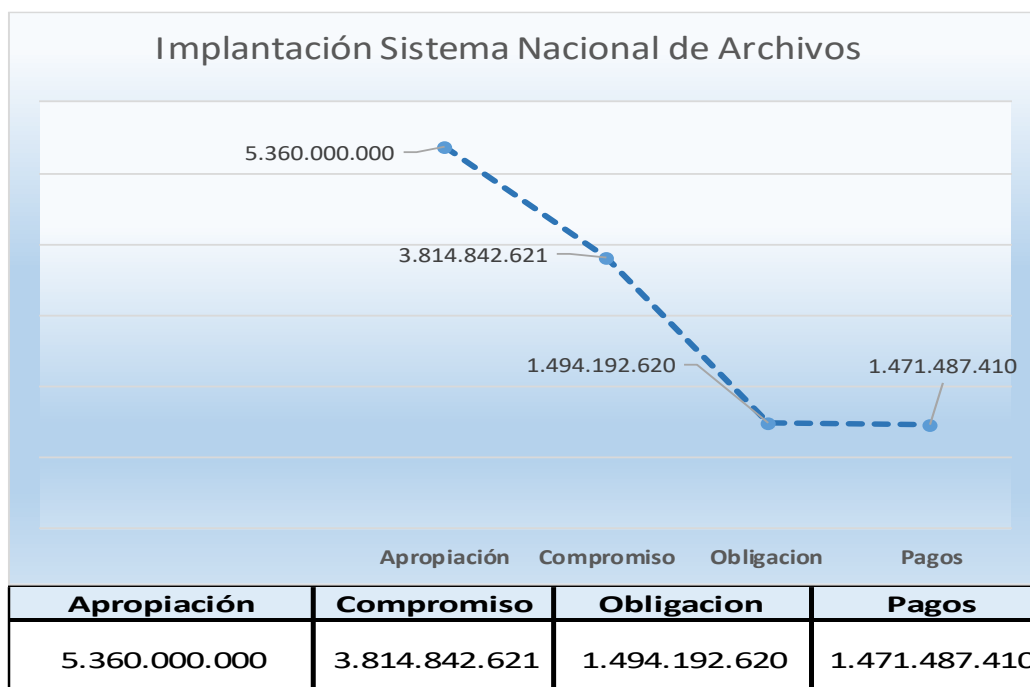 Implantación Sistema Nacional de Archivos
5.360.000.000
3.814.842.621
1.494.192.620
1.471.487.410
Apropiación Compromiso Obligacion Pagos
Apropiación Compromiso Obligacion Pagos
5.360.000.000 3.814.842.621 1.494.192.620 1.471.487.410